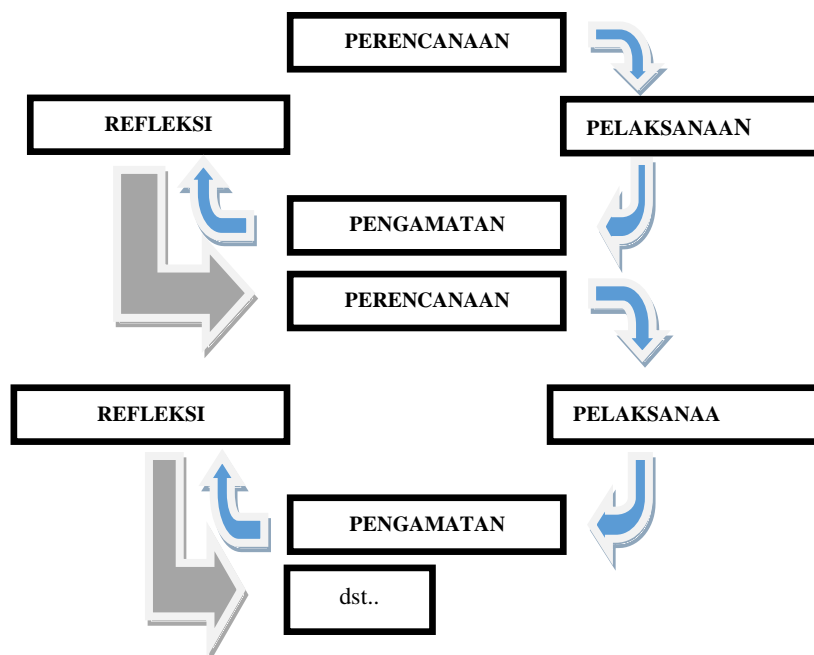 PERENCANAAN
REFLEKSI
PELAKSANAAN
PENGAMATAN
PERENCANAAN
REFLEKSI
PELAKSANAA
PENGAMATAN
dst..